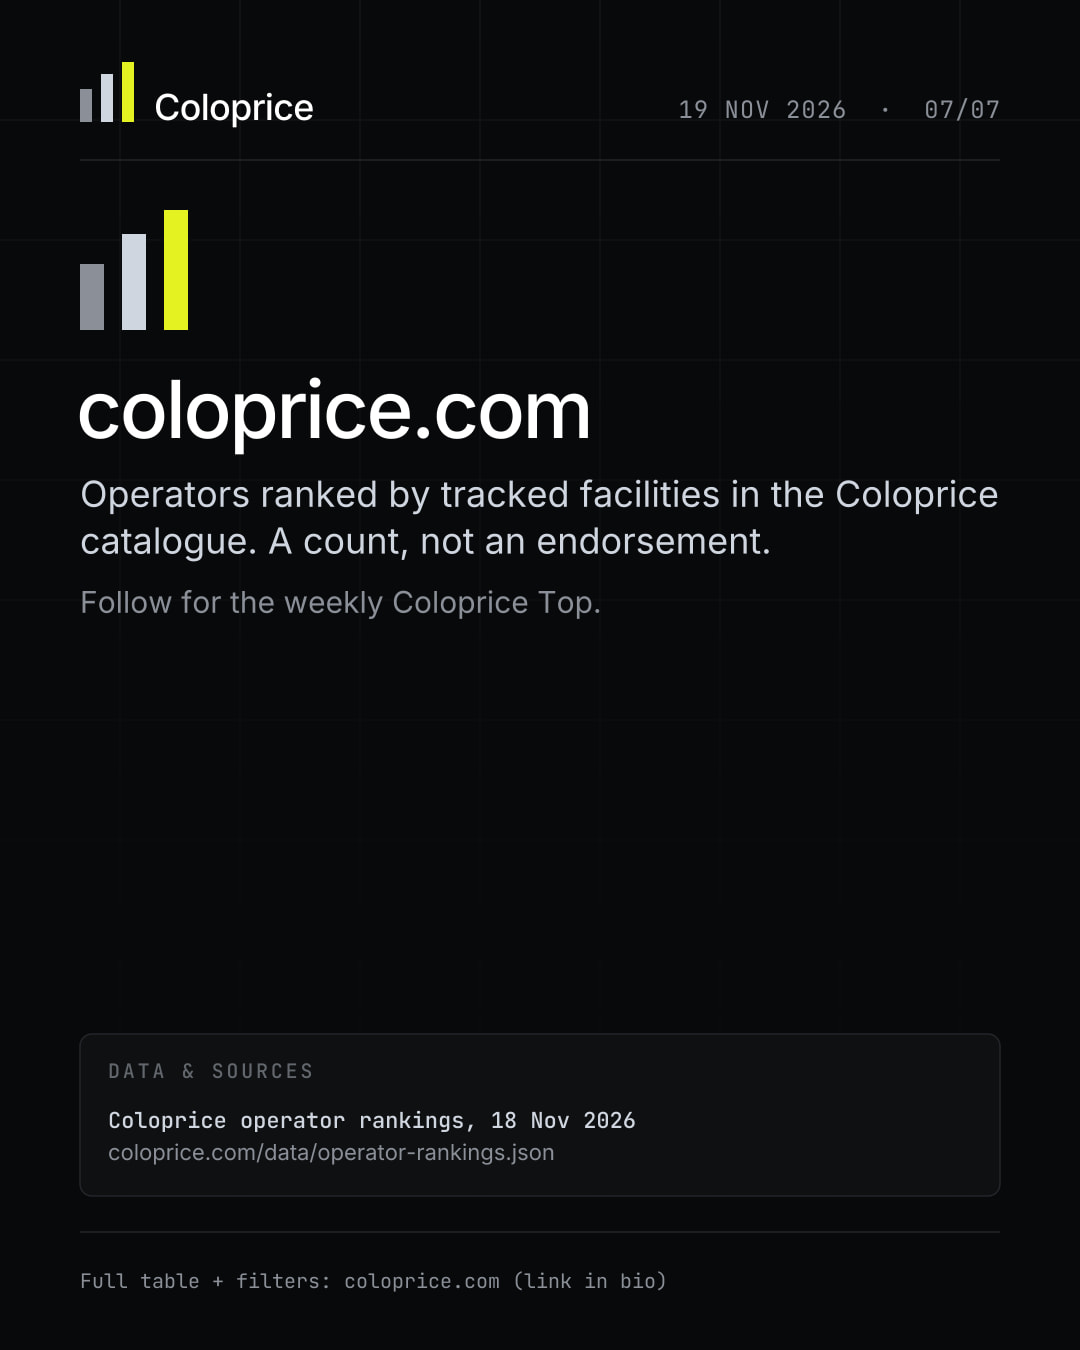 Coloprice
19 NOV 2026 · 07/07
coloprice.com
Operators ranked by tracked facilities in the Coloprice
catalogue. A count, not an endorsement.
Follow for the weekly Coloprice Top.
DATA & SOURCES
Coloprice operator rankings, 18 Nov 2026
coloprice.com/data/operator-rankings.json
Full table + filters: coloprice.com (link in bio)